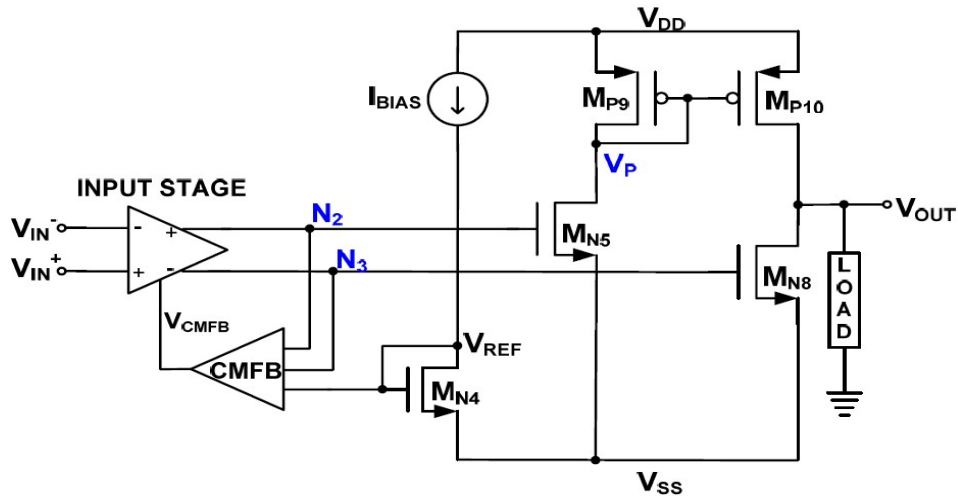 VDD
IBIAS
MP9
MP10
VP
INPUT STAGE
VIN-
- +
N2
VIN+
+ -
N3
MN5
VOUT
MN8
LOAD
VCMFB
CMFB
VREF
MN4
VSS